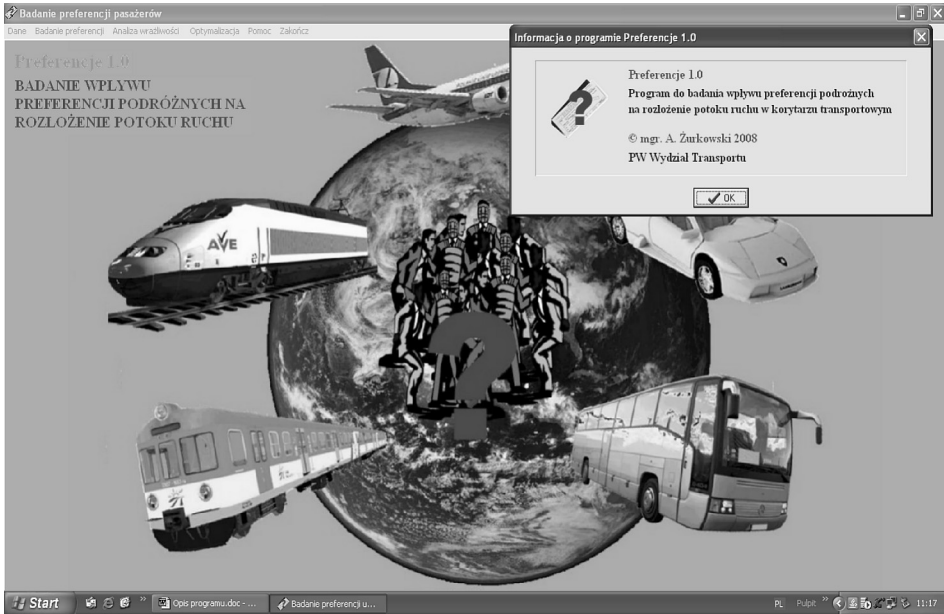 Badanie preferencji pasażerów
Dane Badanie preferencji Analiza wrażliwości Optymalizacja Pomoc Zakończ
Preferencje 1.0
BADANIE WPŁYWU
PREFERENCJI PODRÓŻNYCH NA
ROZŁOŻENIE POTOKU RUCHU
Informacja o programie Preferencje 1.0
Preferencje 1.0
Program do badania wpływu preferencji podróżnych
na rozłożenie potoku ruchu w korytarzu transportowym
© mgr. A. Żurkowski 2008
PW Wydział Transportu
OK
AVE
Start
Opis programu.doc - ...
Badanie preferencji u...
PL
Pulpit
11:17